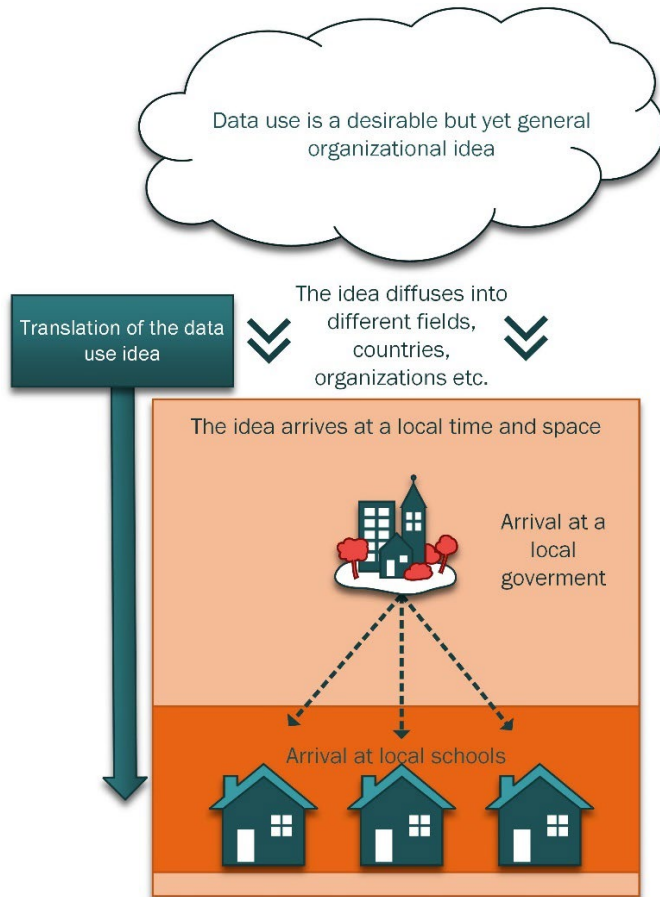 Data use is a desirable but yet general
organizational idea
The idea diffuses into
different fields,
countries,
organizations etc.
Translation of the data
use idea
The idea arrives at a local time and space
Arrival at a
local
goverment
Arrival at local schools